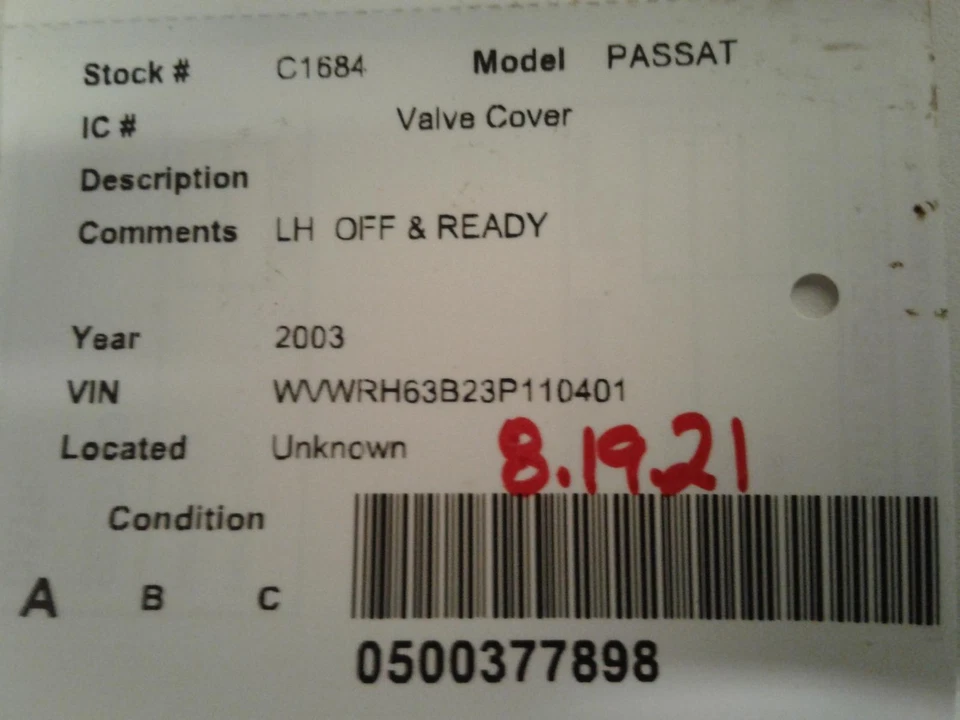 Stock # C1684 Model PASSAT
IC # Valve Cover
Description
Comments LH OFF & READY
Year 2003
VIN WVWRH63B23P110401
Located Unknown
8.19.21
Condition
A B C
0500377898